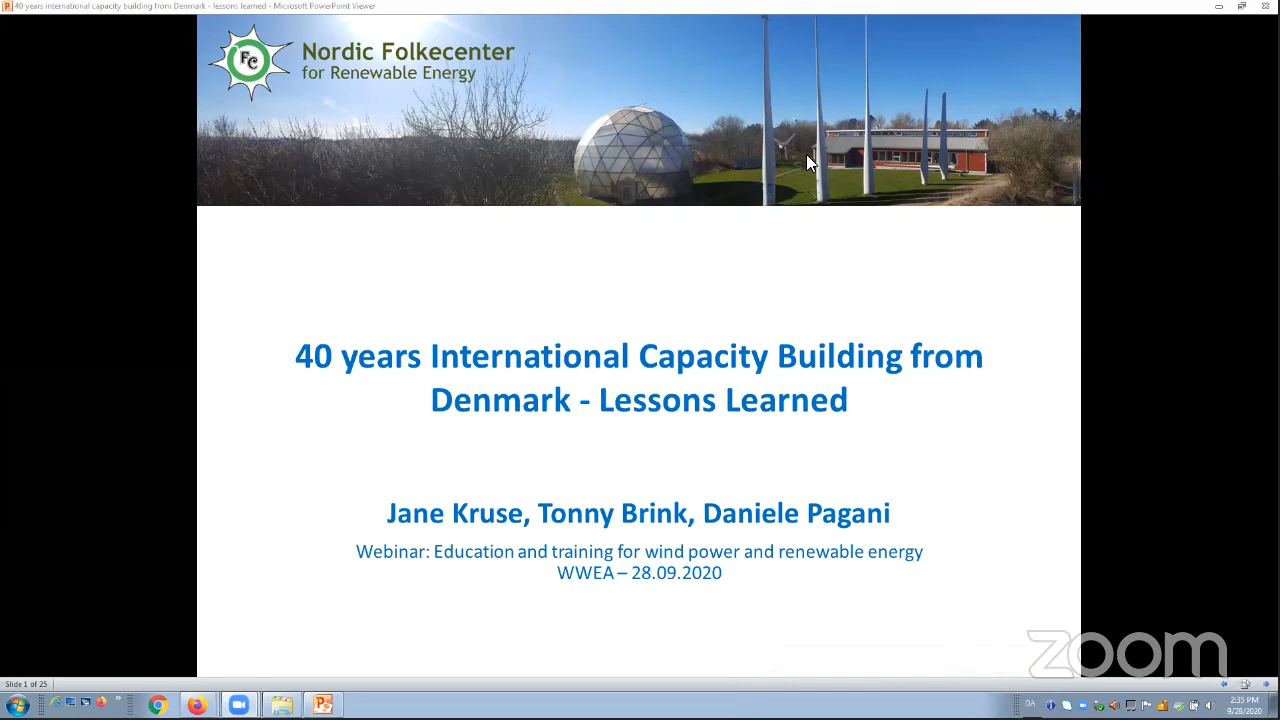 40 years international capacity building from Denmark - lessons learned - Microsoft PowerPoint Viewer
FC
Nordic Folkecenter
for Renewable Energy
40 years International Capacity Building from
Denmark - Lessons Learned
Jane Kruse, Tonny Brink, Daniele Pagani
Webinar: Education and training for wind power and renewable energy
WWEA – 28.09.2020
zoom
Slide 1 of 25
DA
2:35 PM
9/28/2020